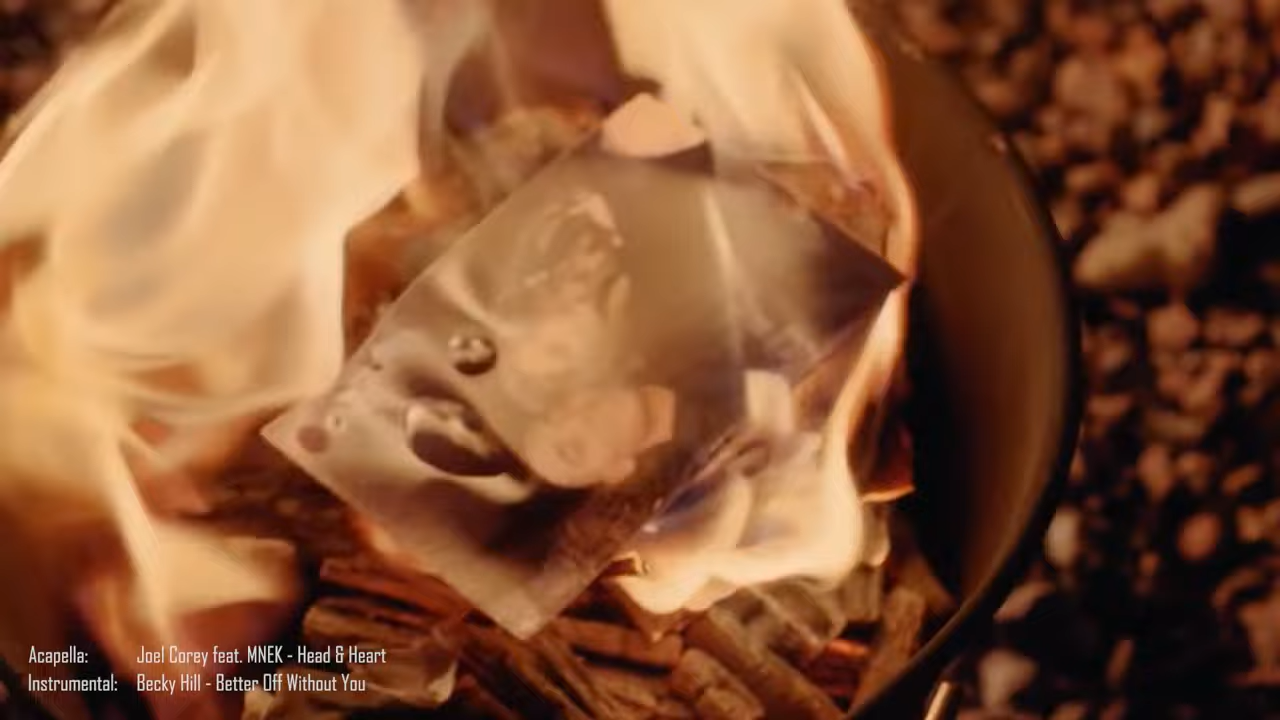 Acapella: Joel Corey feat. MNEK - Head & Heart
Instrumental: Becky Hill - Better Off Without You